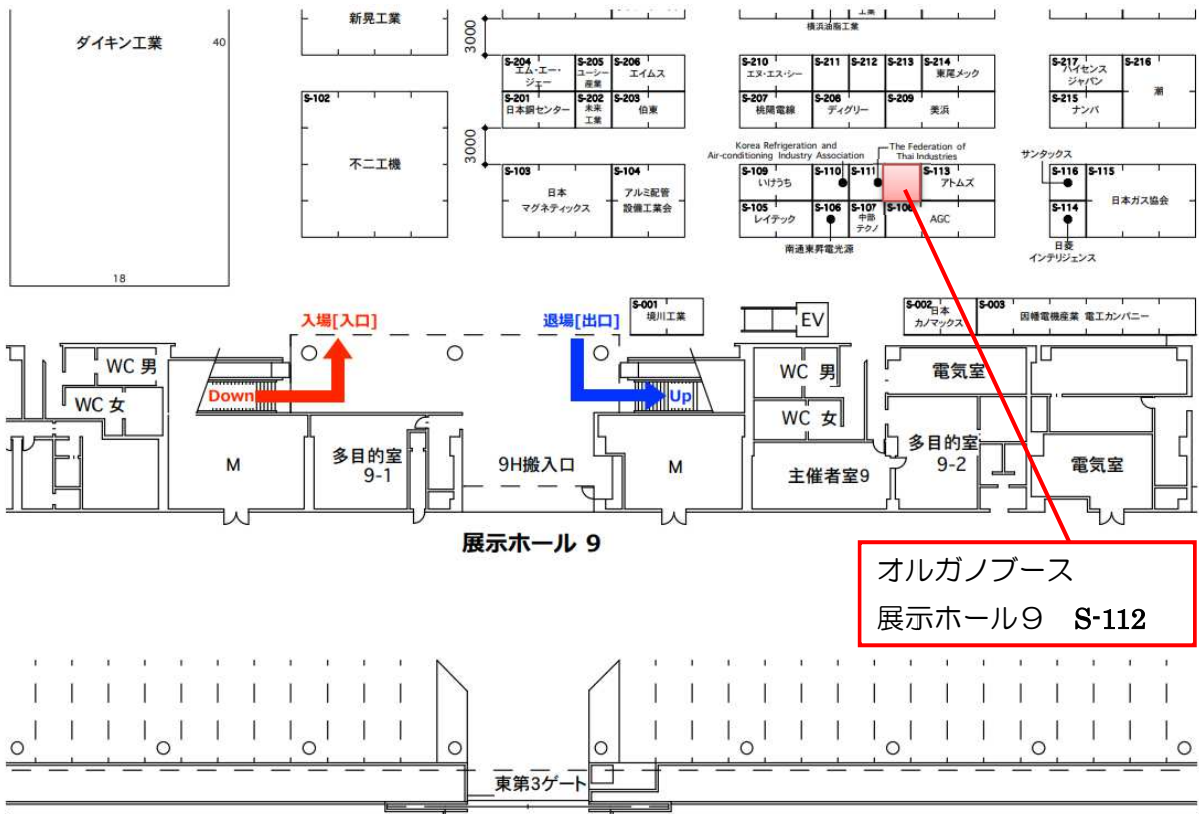 新晃工業
ダイキン工業
40
3000
工業
横浜油脂工業
S-204
エム・エー・
ジェー
S-205
ユーシー
産業
S-206
エイムス
S-210
エヌ・エス・シー
S-211
S-212
S-213
S-214
東尾メック
S-217
ハイセンス
ジャパン
S-216
潮
S-102
不二工機
S-201
日本銅センター
S-202
未来
工業
S-203
伯東
S-207
桃陽電線
S-208
ディグリー
S-209
美浜
S-215
ナンバ
3000
Korea Refrigeration and
Air-conditioning Industry Association
The Federation of
Thai Industries
サンタックス
S-103
日本
マグネティックス
S-104
アルミ配管
設備工業会
S-109
いけうち
S-110
S-111
S-113
アトムズ
S-116
S-115
日本ガス協会
S-105
レイテック
S-106
S-107
中部
テクノ
S-108
AGC
S-114
南通東昇電光源
日菱
インテリジェンス
18
S-001
境川工業
EV
S-002
日本
カノマックス
S-003
因幡電機産業 電工カンパニー
入場[入口]
退場[出口]
WC 男
WC 女
Down
Up
WC 男
WC 女
電気室
M
多目的室
9-1
9H搬入口
M
主催者室9
多目的室
9-2
電気室
展示ホール 9
オルガノブース
展示ホール9 S-112
東第3ゲート